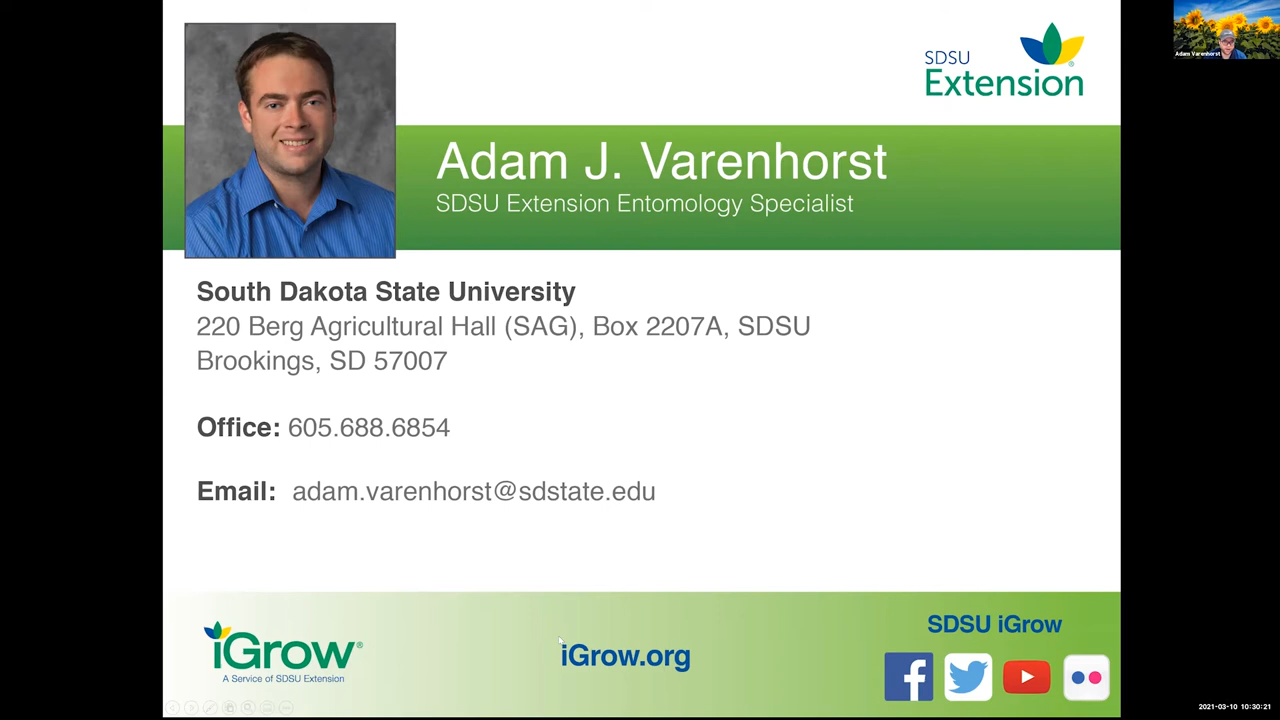 Adam Varenhorst
SDSU
Extension
Adam J. Varenhorst
SDSU Extension Entomology Specialist
South Dakota State University
220 Berg Agricultural Hall (SAG), Box 2207A, SDSU
Brookings, SD 57007
Office: 605.688.6854
Email: adam.varenhorst@sdstate.edu
iGrow®
A Service of SDSU Extension
iGrow.org
SDSU iGrow
2021-03-10 10:30:21